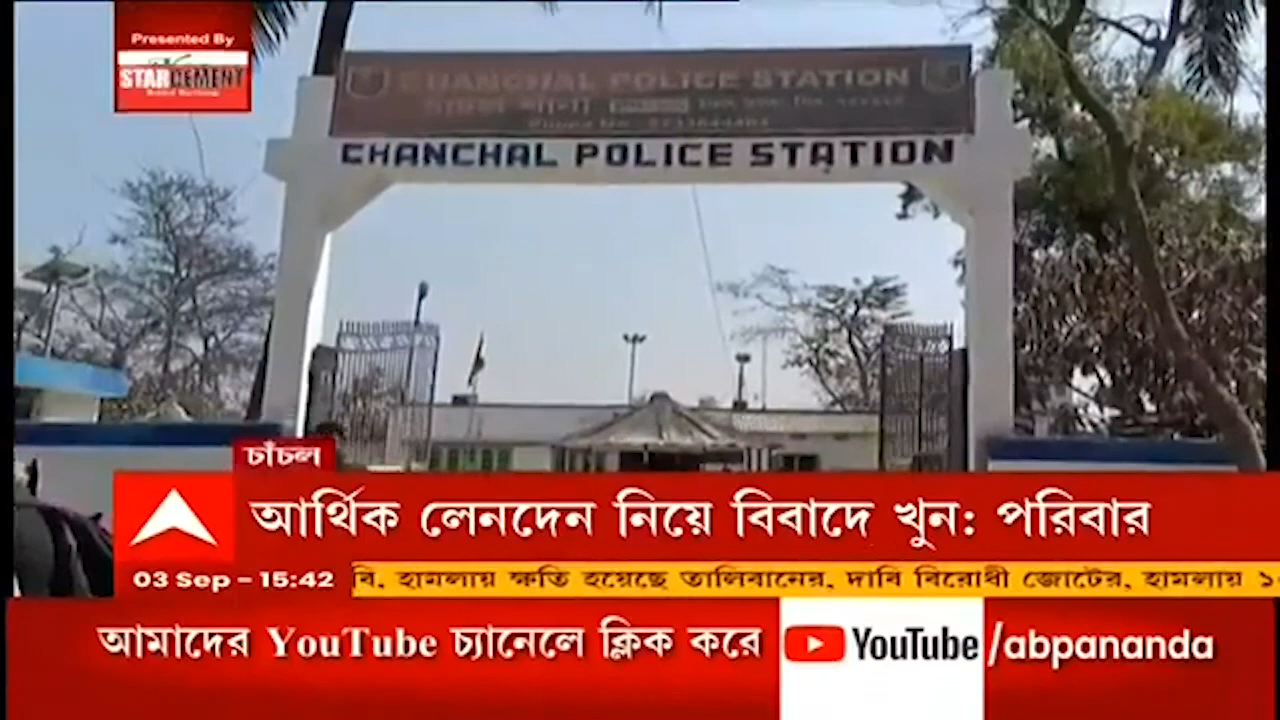 Presented By
STAR CEMENT
CHANCHAL POLICE STATION
CHANCHAL POLICE STATION
চাঁচল
আর্থিক লেনদেন নিয়ে বিবাদে খুন: পরিবার
03 Sep – 15:42
বি, হামলায় ক্ষতি হয়েছে তালিবানের, দাবি বিরোধী জোটের, হামলায়
আমাদের YouTube চ্যানেলে ক্লিক করে YouTube /abpananda